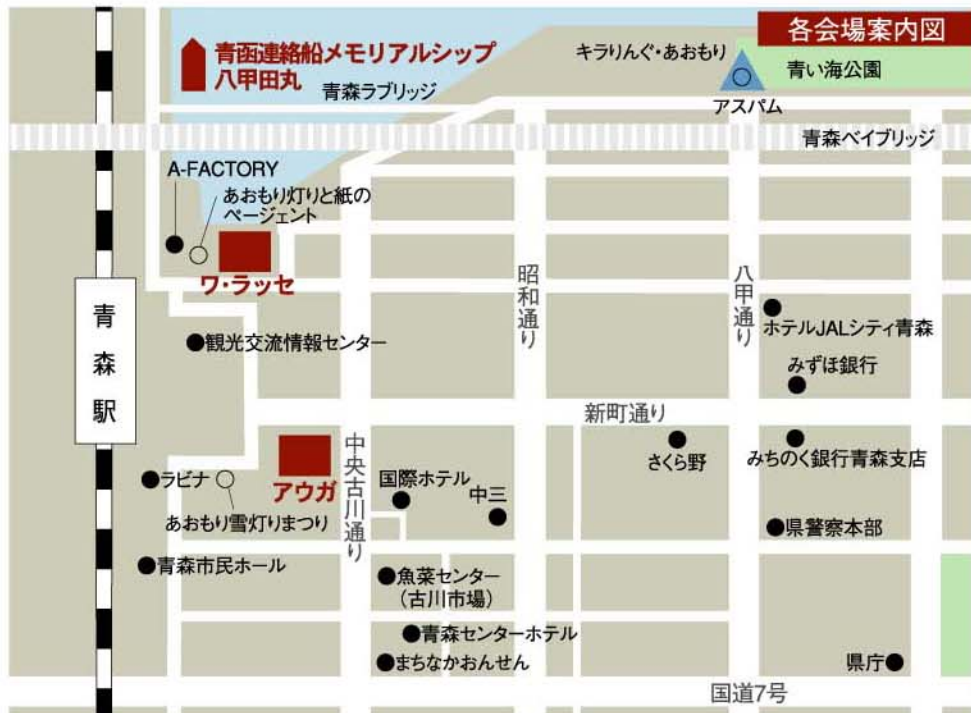 各会場案内図
青函連絡船メモリアルシップ
八甲田丸
キラりんぐ・あおもり
青い海公園
青森ラブリッジ
アスパム
青森ベイブリッジ
A-FACTORY
あおもり灯りと紙の
ページェント
ワ・ラッセ
昭和通り
八甲通り
青森駅
ホテルJALシティ青森
観光交流情報センター
みずほ銀行
新町通り
中央古川通り
さくら野
みちのく銀行青森支店
アウガ
ラビナ
国際ホテル
中三
あおもり雪灯りまつり
県警察本部
青森市民ホール
魚菜センター
（古川市場）
青森センターホテル
まちなかおんせん
県庁
国道7号